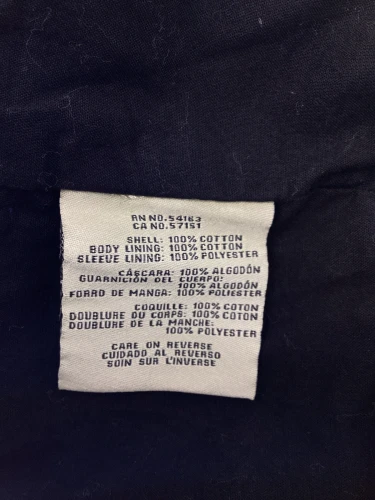 RN NO. 54163
CA NO. 57151
SHELL: 100% COTTON
BODY LINING: 100% COTTON
SLEEVE LINING: 100% POLYESTER
CÁSCARA: 100% ALGODÓN
GUARNICIÓN DEL CUERPO:
100% ALGODÓN
FORRO DE MANGA: 100% POLYESTER
COQUILLE: 100% COTON
DOUBLURE DU CORPS: 100% COTON
DOUBLURE DE LA MANCHE:
100% POLYESTER
CARE ON REVERSE
CUIDADO AL REVERSO
SOIN SUR L'INVERSE